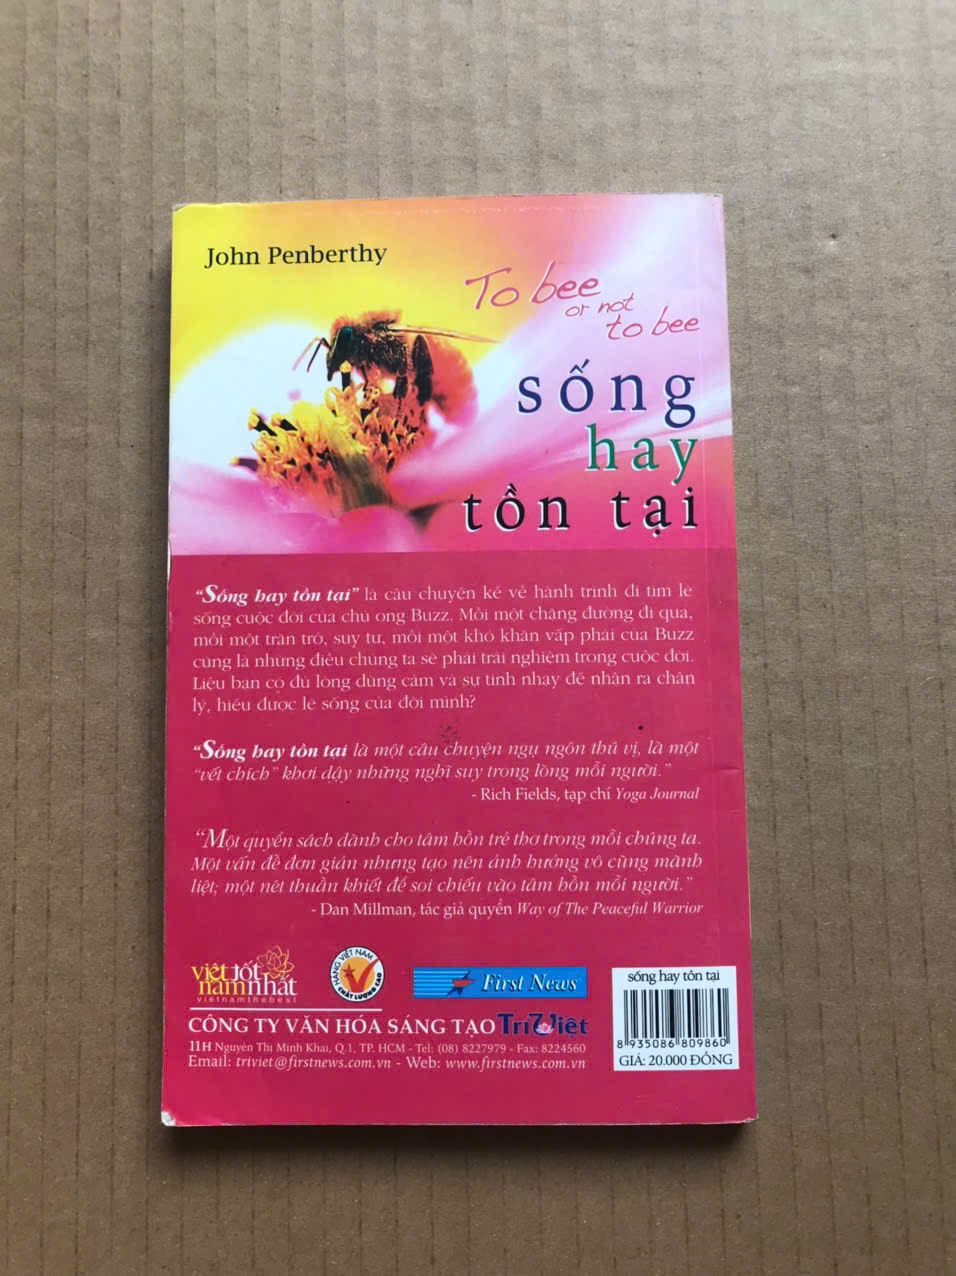 John Penberthy
To bee
or not
to bee
sống
hay
tồn tại
"Sống hay tồn tại" là câu chuyện kể về hành trình đi tìm lẽ
sống cuộc đời của chú ong Buzz. Mỗi một chặng đường đi qua,
mỗi một trăn trở, suy tư, mỗi một khó khăn vấp phải của Buzz
cũng là những điều chúng ta sẽ phải trải nghiệm trong cuộc đời.
Liệu bạn có đủ lòng dũng cảm và sự tinh nhạy để nhận ra chân
lý, hiểu được lẽ sống của đời mình?
"Sống hay tồn tại là một câu chuyện ngụ ngôn thú vị, là một
"vết chích" khơi dậy những nghĩ suy trong lòng mỗi người."
- Rich Fields, tạp chí Yoga Journal
"Một quyển sách dành cho tâm hồn trẻ thơ trong mỗi chúng ta.
Một vấn đề đơn giản nhưng tạo nên ảnh hưởng vô cùng mãnh
liệt; một nét thuần khiết để soi chiếu vào tâm hồn mỗi người."
- Dan Millman, tác giả quyển Way of The Peaceful Warrior
việt tốt
nam nhất
vietnamthebest
HÀNG VIỆT NAM
CHẤT LƯỢNG CAO
First News
CÔNG TY VĂN HÓA SÁNG TẠO Trí Việt
11H Nguyễn Thị Minh Khai, Q.1, TP. HCM - Tel: (08) 8227979 - Fax: 8224560
Email: triviet@firstnews.com.vn - Web: www.firstnews.com.vn
sống hay tồn tại
8 935086 809860
GIÁ: 20.000 ĐỒNG